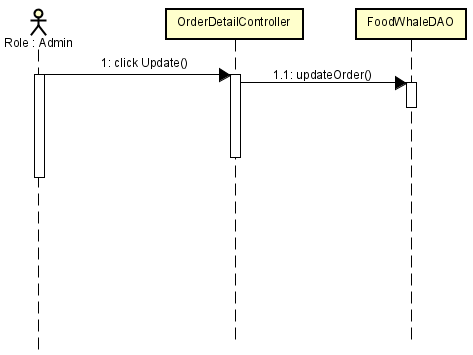 OrderDetailController
FoodWhaleDAO
Role : Admin
1: click Update()
1.1: updateOrder()